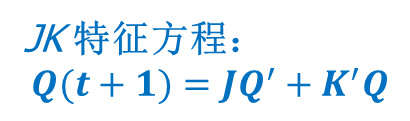 JK特征方程：
Q(t + 1) = JQ′ + K′Q